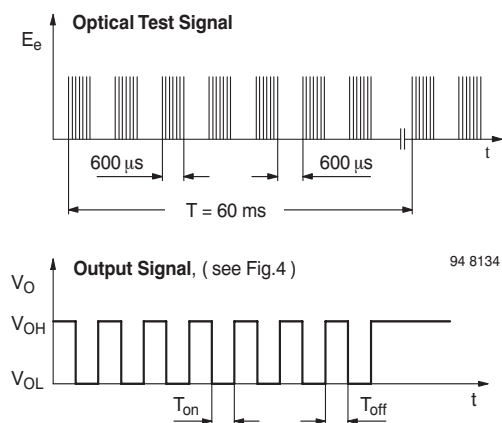 Optical Test Signal
Ee
t
600 µs
600 µs
T = 60 ms
94 8134
Output Signal, ( see Fig.4 )
VO
VOH
VOL
t
Ton
Toff